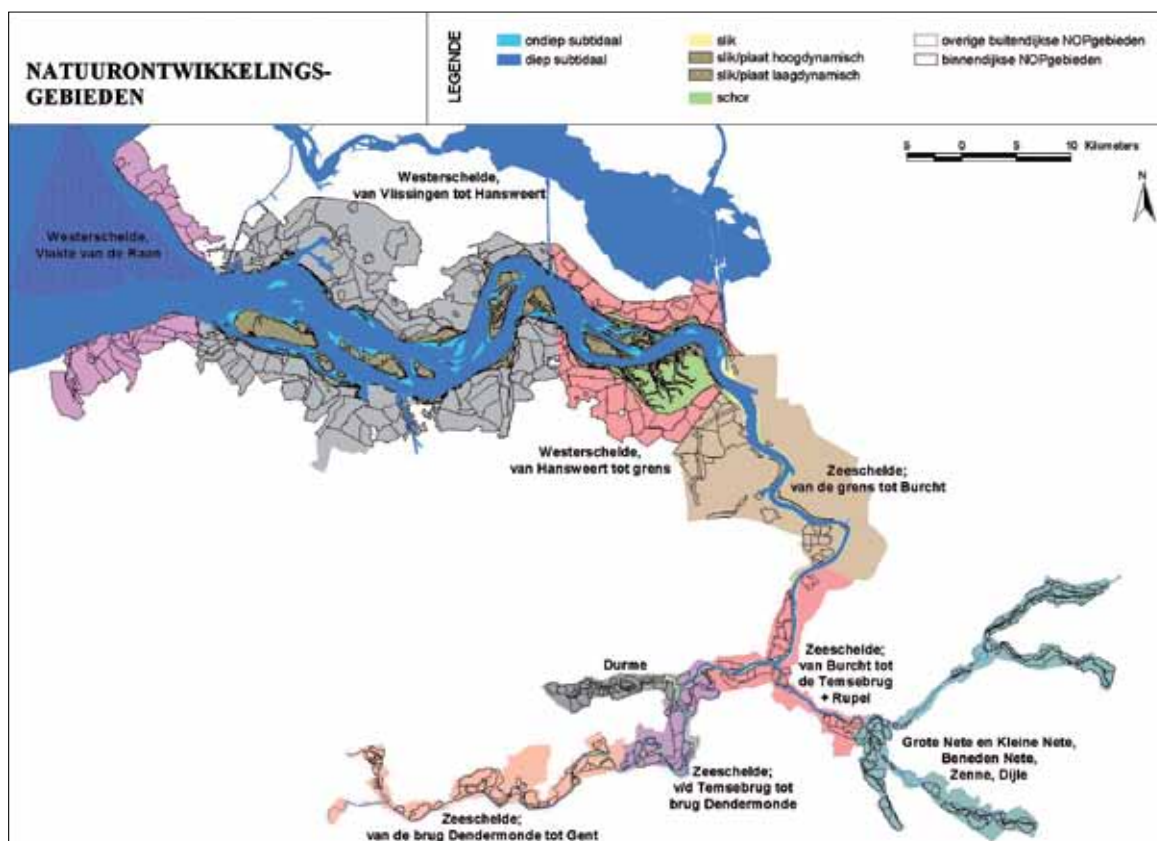 NATUURONTWIKKELINGS-
GEBIEDEN
LEGENDE
ondiep subtidaal
diep subtidaal
slik
slik/plaat hoogdynamisch
slik/plaat laagdynamisch
schor
overige buitendijkse NOPgebieden
binnendijkse NOPgebieden
5 0 5 10 Kilometers
N
Westerschelde,
van Vlissingen tot Hansweert
Westerschelde,
Vlakte van de Raan
Westerschelde,
van Hansweert tot grens
Zeeschelde;
van de grens tot Burcht
Durme
Zeeschelde;
van Burcht tot
de Temsebrug
+ Rupel
Grote Nete en Kleine Nete,
Beneden Nete,
Zenne, Dijle
Zeeschelde;
v/d Temsebrug tot
brug Dendermonde
Zeeschelde;
van de brug Dendermonde tot Gent